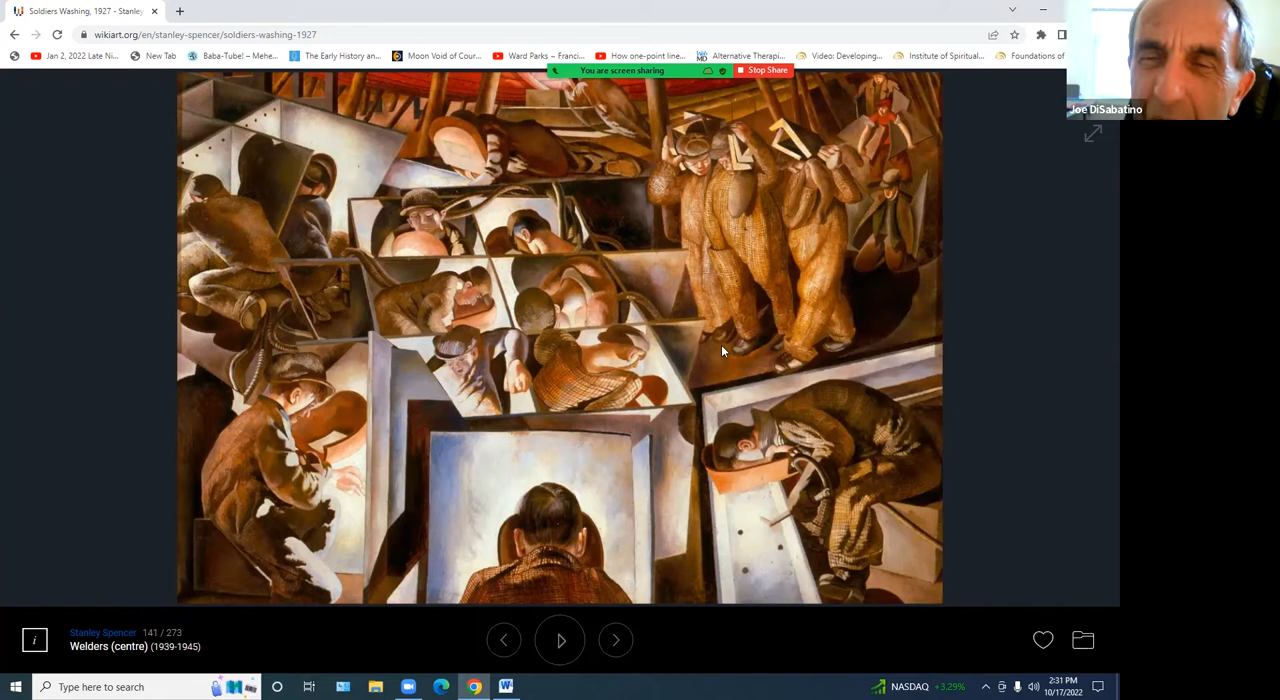 Soldiers Washing, 1927 - Stanley
wikiart.org/en/stanley-spencer/soldiers-washing-1927
Jan 2, 2022 Late Ni...
New Tab
Baba-Tube! – Mehe...
The Early History an...
Moon Void of Cour...
Ward Parks – Franci...
How one-point line...
Alternative Therapi...
Video: Developing...
Institute of Spiritual...
Foundations of
You are screen sharing
Stop Share
Joe DiSabatino
i
Stanley Spencer 141 / 273
Welders (centre) (1939-1945)
Type here to search
NASDAQ +3.29%
2:31 PM
10/17/2022